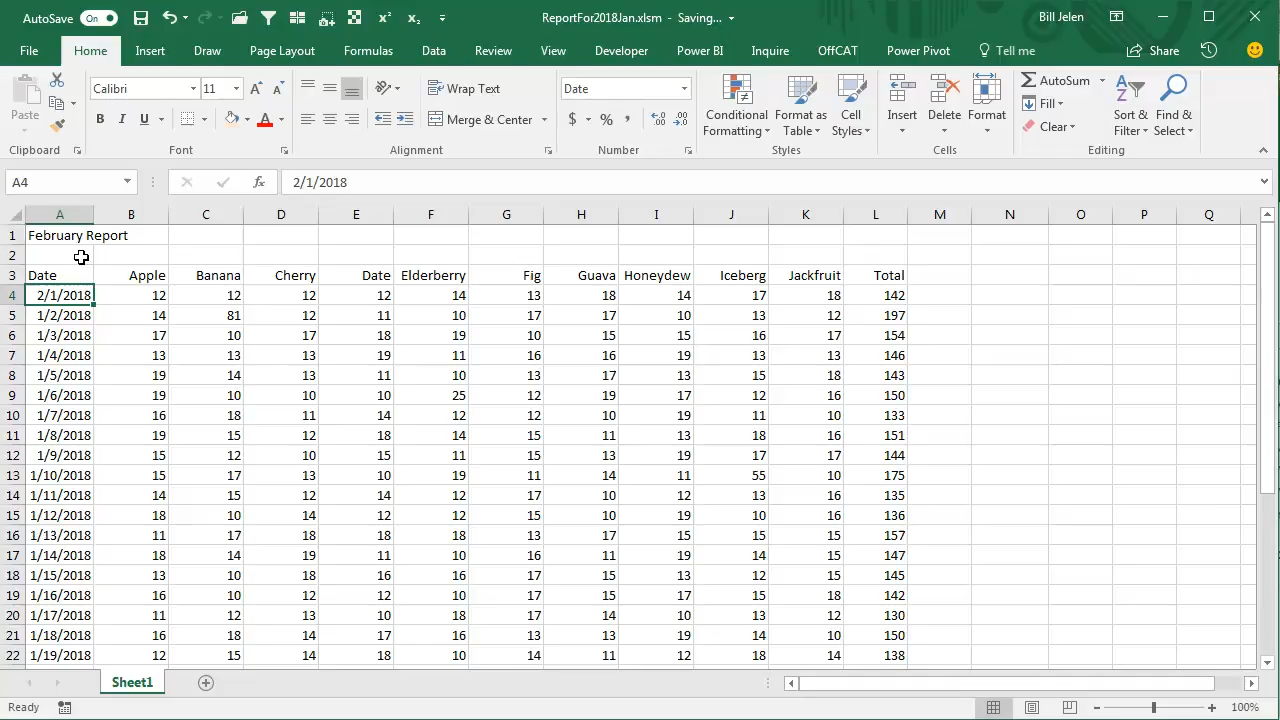 AutoSave On ReportFor2018Jan.xlsm - Saving... Bill Jelen
File Home Insert Draw Page Layout Formulas Data Review View Developer Power BI Inquire OffCAT Power Pivot Tell me Share
Paste Calibri 11 Wrap Text Date Conditional Formatting Format as Table Cell Styles Insert Delete Format AutoSum Sort & Filter Find & Select
B I U A Merge & Center $ % , Fill
Clear
Clipboard Font Alignment Number Styles Cells Editing
A4 fx 2/1/2018
A B C D E F G H I J K L M N O P Q
1 February Report
2
3 Date Apple Banana Cherry Date Elderberry Fig Guava Honeydew Iceberg Jackfruit Total
4 2/1/2018 12 12 12 12 14 13 18 14 17 18 142
5 1/2/2018 14 81 12 11 10 17 17 10 13 12 197
6 1/3/2018 17 10 17 18 19 10 15 15 16 17 154
7 1/4/2018 13 13 13 19 11 16 16 19 13 13 146
8 1/5/2018 19 14 13 11 10 13 17 13 15 18 143
9 1/6/2018 19 10 10 10 25 12 19 17 12 16 150
10 1/7/2018 16 18 11 14 12 12 10 19 11 10 133
11 1/8/2018 19 15 12 18 14 15 11 13 18 16 151
12 1/9/2018 15 12 10 15 11 15 13 19 17 17 144
13 1/10/2018 15 17 13 10 19 11 14 11 55 10 175
14 1/11/2018 14 15 12 14 12 17 10 12 13 16 135
15 1/12/2018 18 10 14 12 12 15 10 19 10 16 136
16 1/13/2018 11 17 18 18 18 13 17 15 15 15 157
17 1/14/2018 18 14 19 11 10 16 11 19 14 15 147
18 1/15/2018 13 10 18 16 16 17 15 13 12 15 145
19 1/16/2018 16 10 12 12 10 17 15 17 15 18 142
20 1/17/2018 11 12 13 10 18 17 14 10 13 12 130
21 1/18/2018 16 18 14 17 16 13 13 19 14 10 150
22 1/19/2018 12 15 14 18 10 14 11 12 18 14 138
Sheet1
Ready 100%